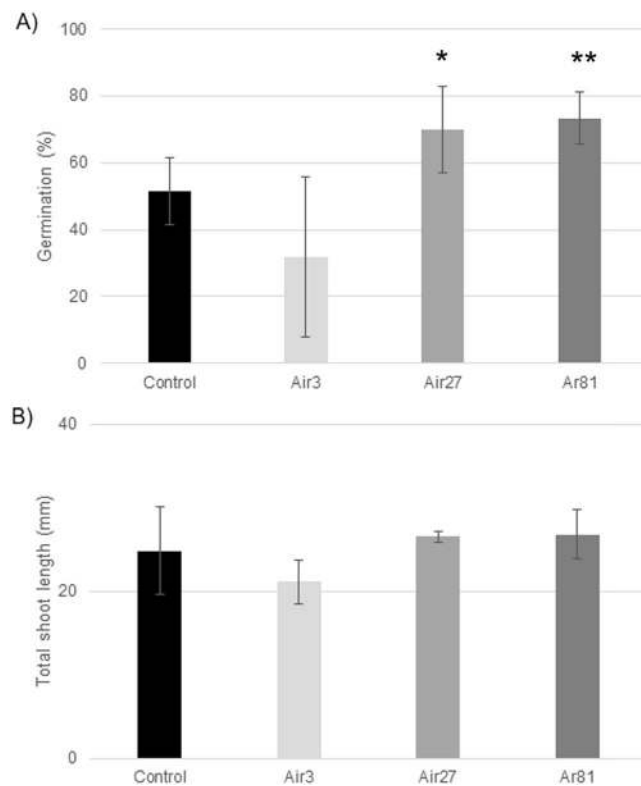 A)
Germination (%)
100
80
60
40
20
0
*
**
Control Air3 Air27 Ar81
B)
Total shoot length (mm)
40
20
0
Control Air3 Air27 Ar81